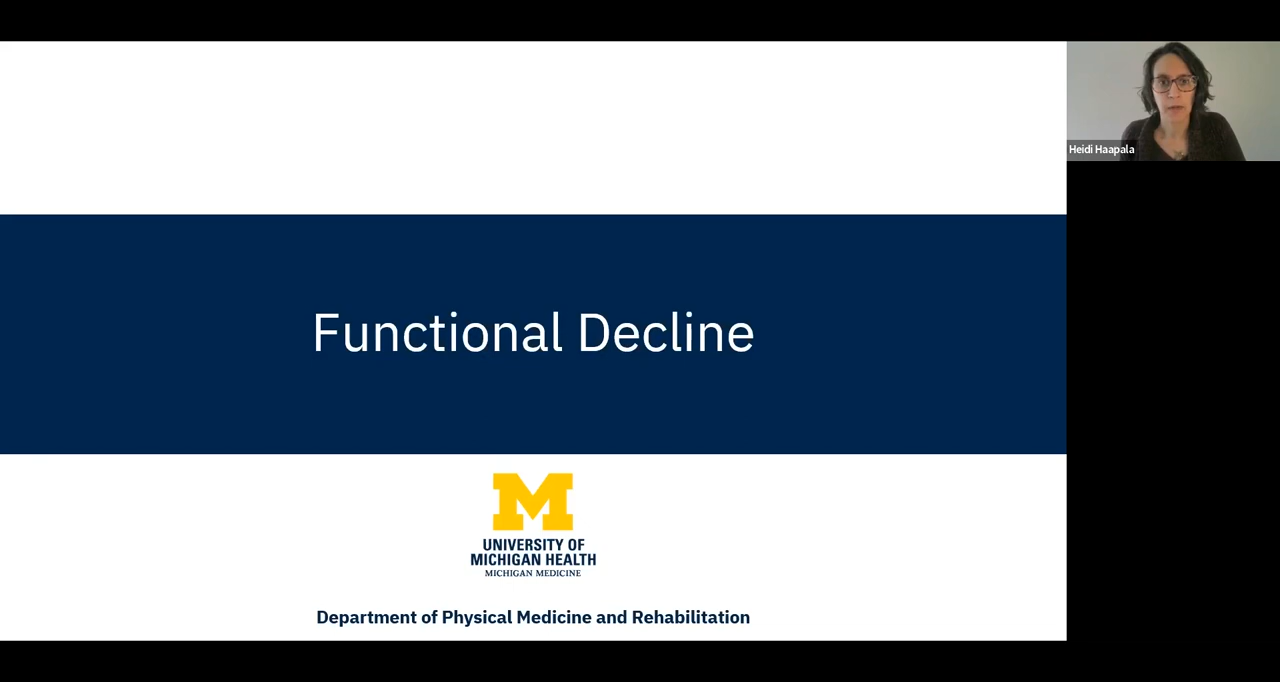 Heidi Haapala
Functional Decline
M
UNIVERSITY OF
MICHIGAN HEALTH
MICHIGAN MEDICINE
Department of Physical Medicine and Rehabilitation